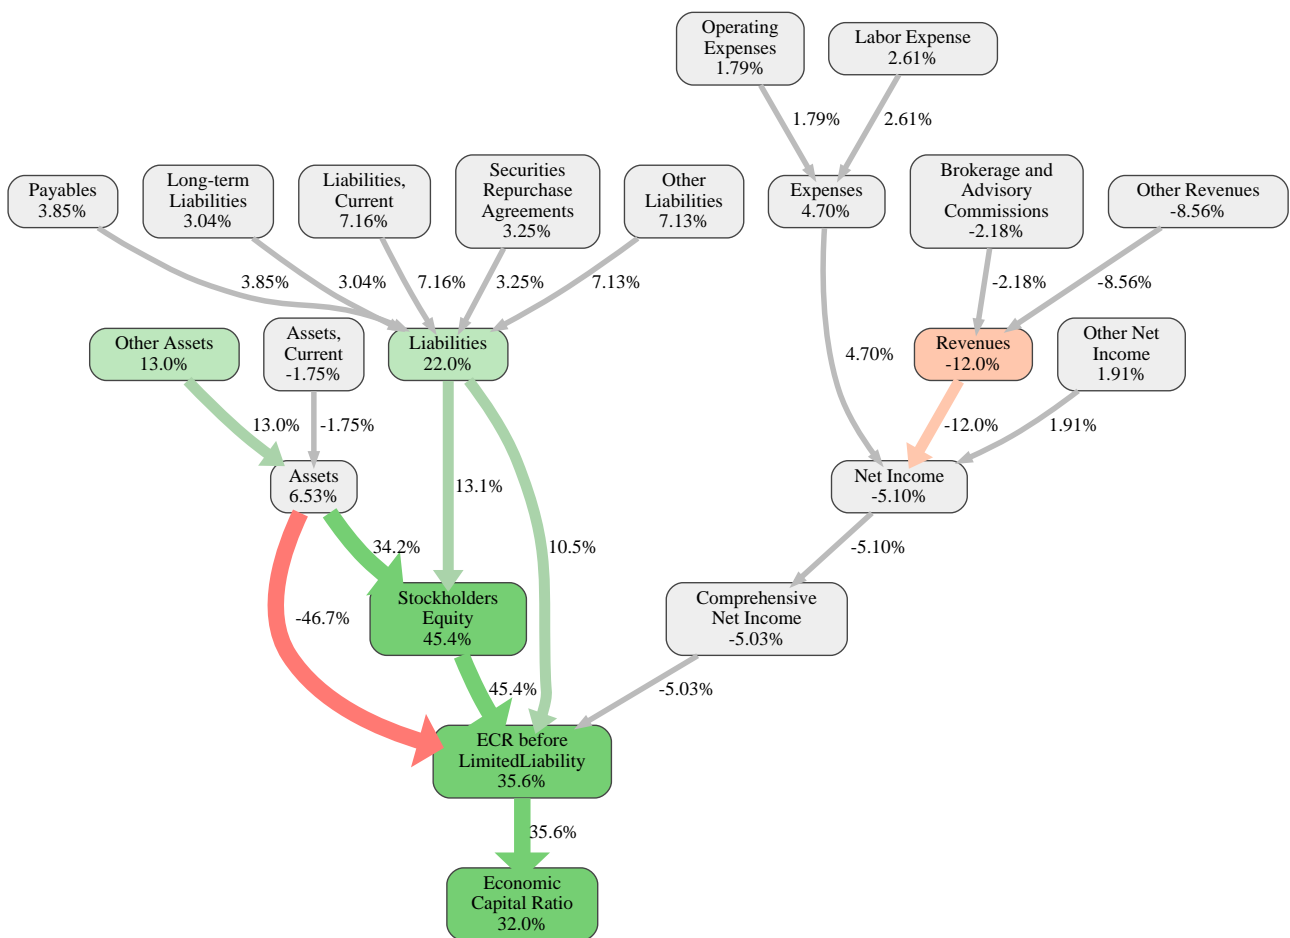 Operating
Expenses
1.79%
Labor Expense
2.61%
1.79%
2.61%
Payables
3.85%
Long-term
Liabilities
3.04%
Liabilities,
Current
7.16%
Securities
Repurchase
Agreements
3.25%
Other
Liabilities
7.13%
Expenses
4.70%
Brokerage and
Advisory
Commissions
-2.18%
Other Revenues
-8.56%
3.85%
3.04%
7.16%
3.25%
7.13%
-2.18%
-8.56%
Other Assets
13.0%
Assets,
Current
-1.75%
Liabilities
22.0%
4.70%
Revenues
-12.0%
Other Net
Income
1.91%
13.0%
-1.75%
-12.0%
1.91%
Assets
6.53%
13.1%
Net Income
-5.10%
34.2%
10.5%
-5.10%
-46.7%
Stockholders
Equity
45.4%
Comprehensive
Net Income
-5.03%
45.4%
-5.03%
ECR before
LimitedLiability
35.6%
35.6%
Economic
Capital Ratio
32.0%